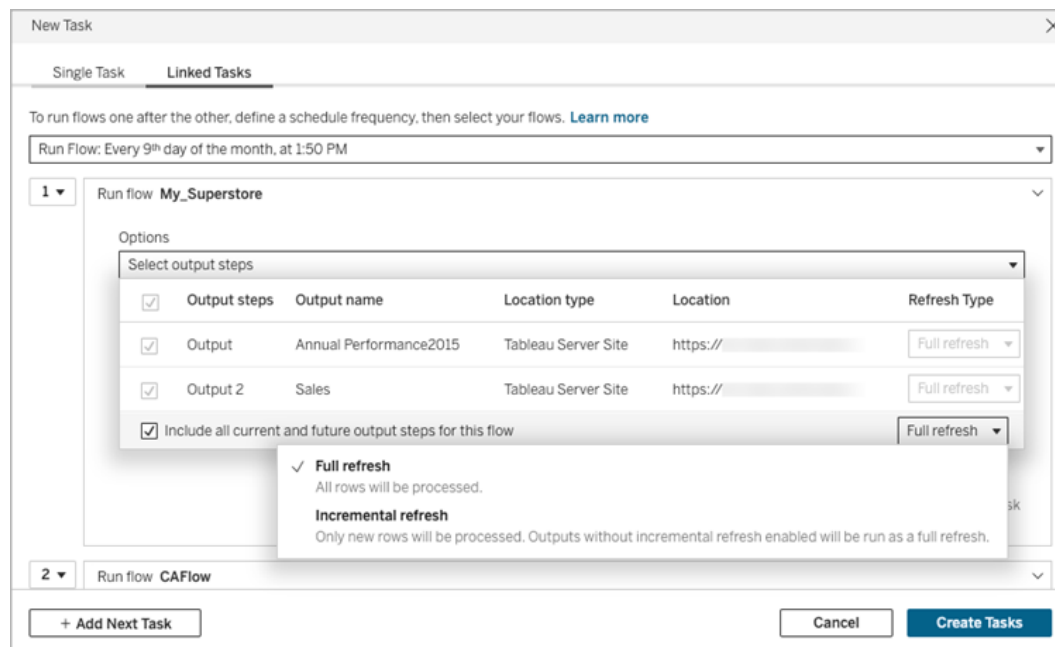 New Task
Single Task Linked Tasks
To run flows one after the other, define a schedule frequency, then select your flows. Learn more
Run Flow: Every 9th day of the month, at 1:50 PM
1 Run flow My_Superstore
Options
Select output steps
Output steps Output name Location type Location Refresh Type
Output Annual Performance2015 Tableau Server Site https:// Full refresh
Output 2 Sales Tableau Server Site https:// Full refresh
Include all current and future output steps for this flow Full refresh
Full refresh
All rows will be processed.
Incremental refresh
Only new rows will be processed. Outputs without incremental refresh enabled will be run as a full refresh.
2 Run flow CAFlow
+ Add Next Task Cancel Create Tasks